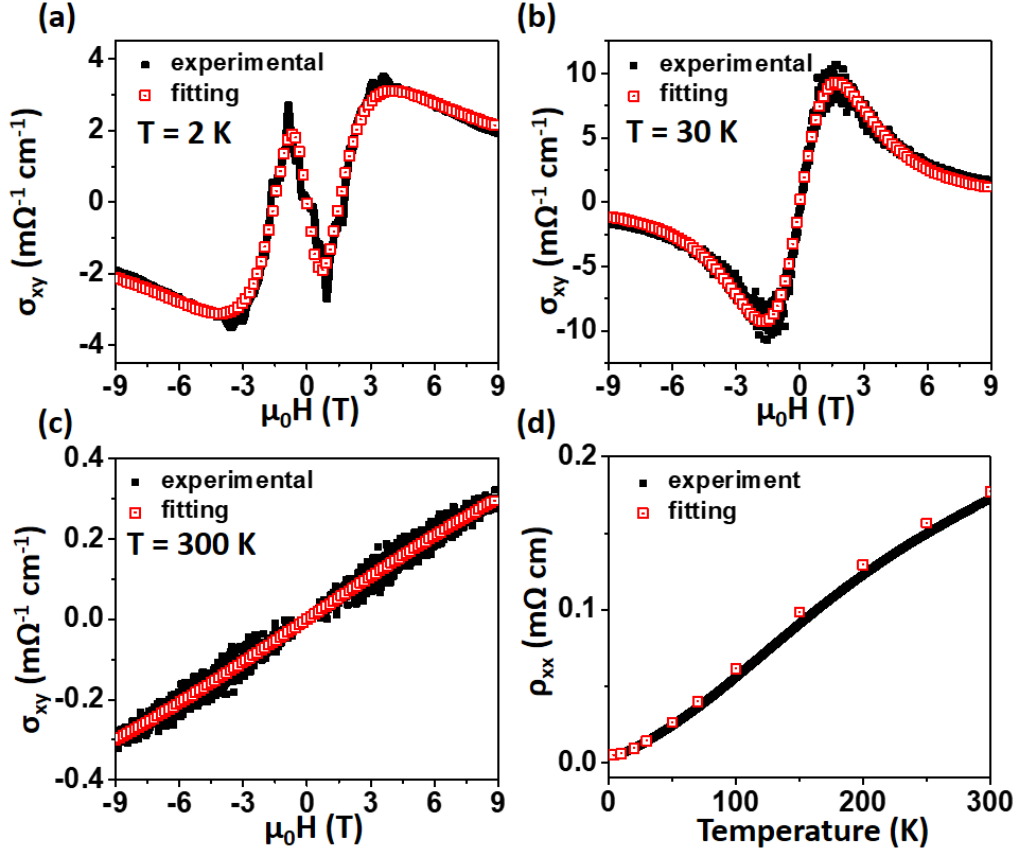 (a)
σxy (mΩ⁻¹ cm⁻¹)
4
2
0
-2
-4
experimental
fitting
T = 2 K
-9 -6 -3 0 3 6 9
μ₀H (T)
(b)
σxy (mΩ⁻¹ cm⁻¹)
10
5
0
-5
-10
experimental
fitting
T = 30 K
-9 -6 -3 0 3 6 9
μ₀H (T)
(c)
σxy (mΩ⁻¹ cm⁻¹)
0.4
0.2
0.0
-0.2
-0.4
experimental
fitting
T = 300 K
-9 -6 -3 0 3 6 9
μ₀H (T)
(d)
ρxx (mΩ cm)
0.2
0.1
0.0
experiment
fitting
0 100 200 300
Temperature (K)